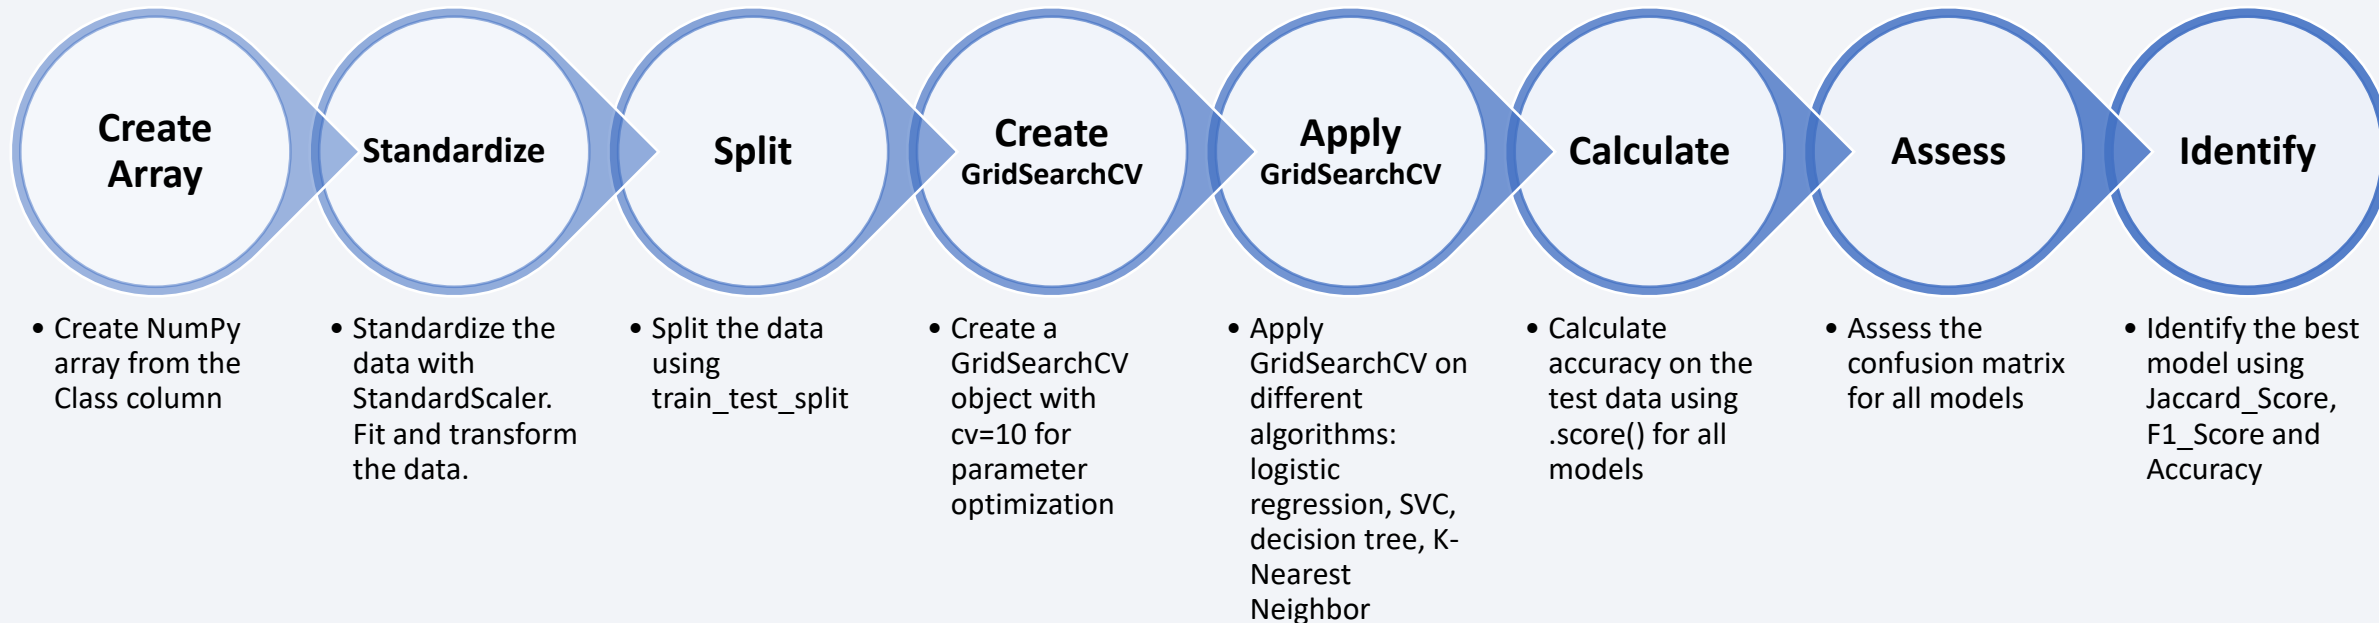 Create
Array
Standardize
Split
Create
GridSearchCV
Apply
GridSearchCV
Calculate
Assess
Identify
• Create NumPy
array from the
Class column
• Standardize the
data with
StandardScaler.
Fit and transform
the data.
• Split the data
using
train_test_split
• Create a
GridSearchCV
object with
cv=10 for
parameter
optimization
• Apply
GridSearchCV on
different
algorithms:
logistic
regression, SVC,
decision tree, K-
Nearest
Neighbor
• Calculate
accuracy on the
test data using
.score() for all
models
• Assess the
confusion matrix
for all models
• Identify the best
model using
Jaccard_Score,
F1_Score and
Accuracy